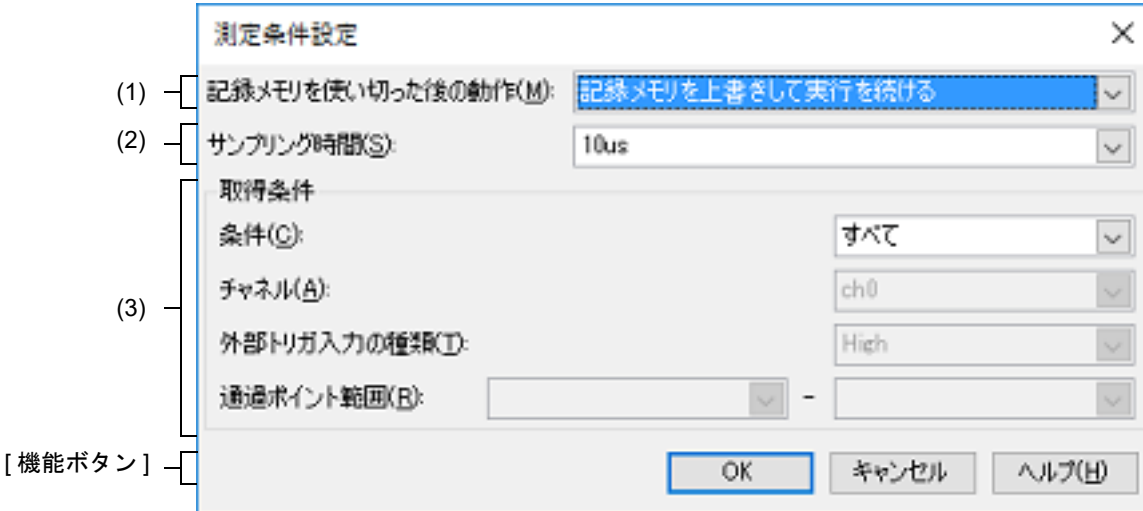 測定条件設定
(1) 記録メモリを使い切った後の動作(M): 記録メモリを上書きして実行を続ける
(2) サンプリング時間(S): 10us
(3) 取得条件
条件(C): すべて
チャネル(A): ch0
外部トリガ入力の種類(T): High
通過ポイント範囲(R): -
[機能ボタン] OK キャンセル ヘルプ(H)